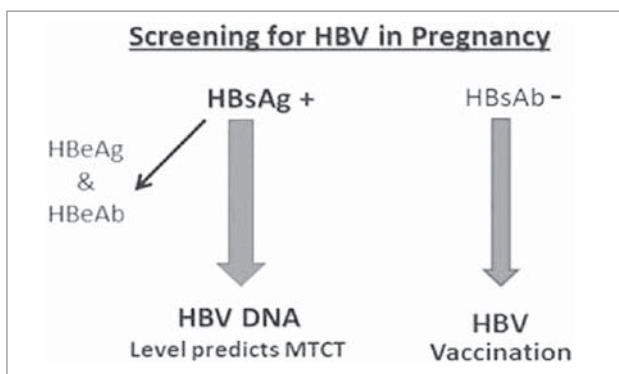 Screening for HBV in Pregnancy
HBsAg +
HBsAb -
HBeAg
&
HBeAb
HBV DNA
Level predicts MTCT
HBV
Vaccination